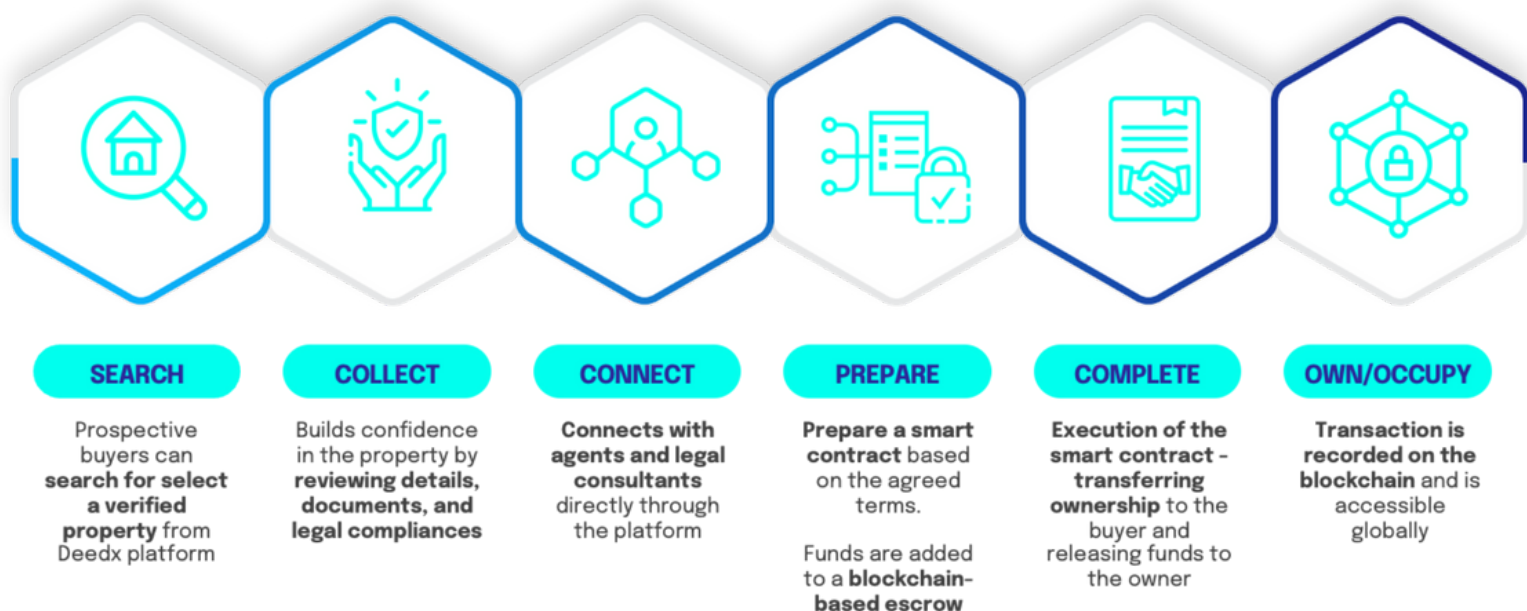 SEARCH
Prospective
buyers can
search for select
a verified
property from
Deedx platform
COLLECT
Builds confidence
in the property by
reviewing details,
documents, and
legal compliances
CONNECT
Connects with
agents and legal
consultants
directly through
the platform
PREPARE
Prepare a smart
contract based
on the agreed
terms.
Funds are added
to a blockchain-
based escrow
COMPLETE
Execution of the
smart contract -
transferring
ownership to the
buyer and
releasing funds to
the owner
OWN/OCCUPY
Transaction is
recorded on the
blockchain and is
accessible
globally